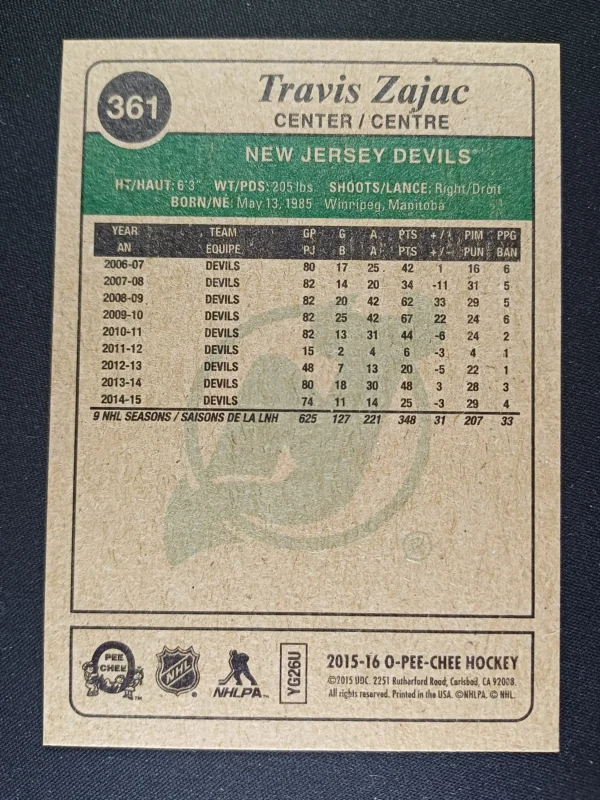 361
Travis Zajac
CENTER / CENTRE
NEW JERSEY DEVILS™
HT/HAUT: 6'3" WT/PDS: 205 lbs SHOOTS/LANCE: Right/Droit
BORN/NÉ: May 13, 1985 Winnipeg, Manitoba
YEAR TEAM GP G A PTS +/- PIM PPG
AN EQUIPE PJ B A PTS +/- PUN BAN
2006-07 DEVILS 80 17 25 42 1 16 6
2007-08 DEVILS 82 14 20 34 -11 31 5
2008-09 DEVILS 82 20 42 62 33 29 5
2009-10 DEVILS 82 25 42 67 22 24 6
2010-11 DEVILS 82 13 31 44 -6 24 2
2011-12 DEVILS 15 2 4 6 -3 4 1
2012-13 DEVILS 48 7 13 20 -5 22 1
2013-14 DEVILS 80 18 30 48 3 28 3
2014-15 DEVILS 74 11 14 25 -3 29 4
9 NHL SEASONS / SAISONS DE LA LNH 625 127 221 348 31 207 33
®
O
PEE
CHEE
™
NHL
®
NHLPA™
YG26U
2015-16 O-PEE-CHEE HOCKEY
©2015 UDC. 2251 Rutherford Road, Carlsbad, CA 92008.
All rights reserved. Printed in the USA. ©NHLPA. © NHL.